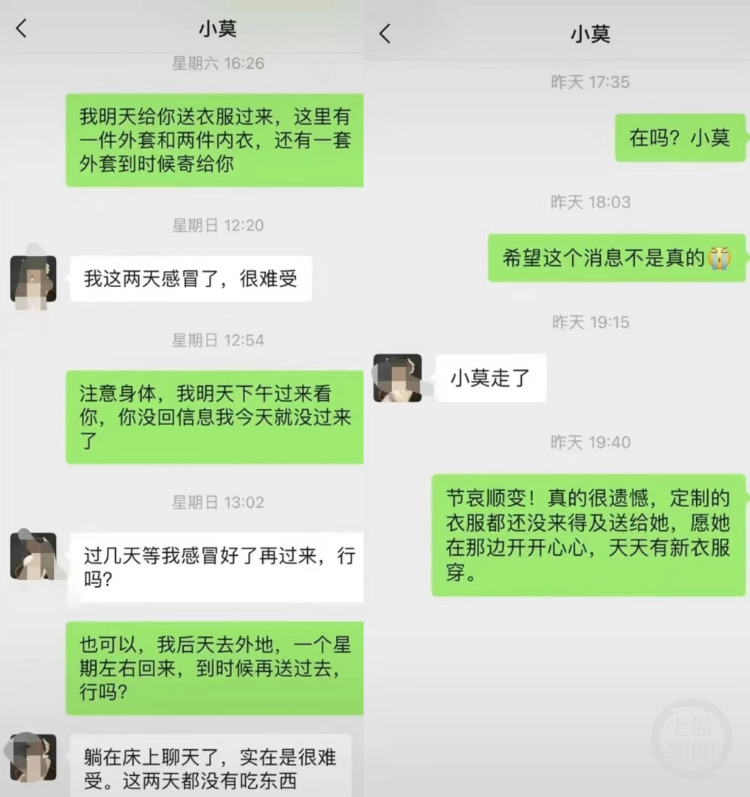 小莫
星期六 16:26
我明天给你送衣服过来，这里有
一件外套和两件内衣，还有一套
外套到时候寄给你
星期日 12:20
我这两天感冒了，很难受
星期日 12:54
注意身体，我明天下午过来看
你，你没回信息我今天就没过来
了
星期日 13:02
过几天等我感冒好了再过来，行
吗？
也可以，我后天去外地，一个星
期左右回来，到时候再送过去，
行吗？
躺在床上聊天了，实在是很难
受。这两天都没有吃东西
小莫
昨天 17:35
在吗？小莫
昨天 18:03
希望这个消息不是真的😭
昨天 19:15
小莫走了
昨天 19:40
节哀顺变！真的很遗憾，定制的
衣服都还没来得及送给她，愿她
在那边开开心心，天天有新衣服
穿。
上游
新闻